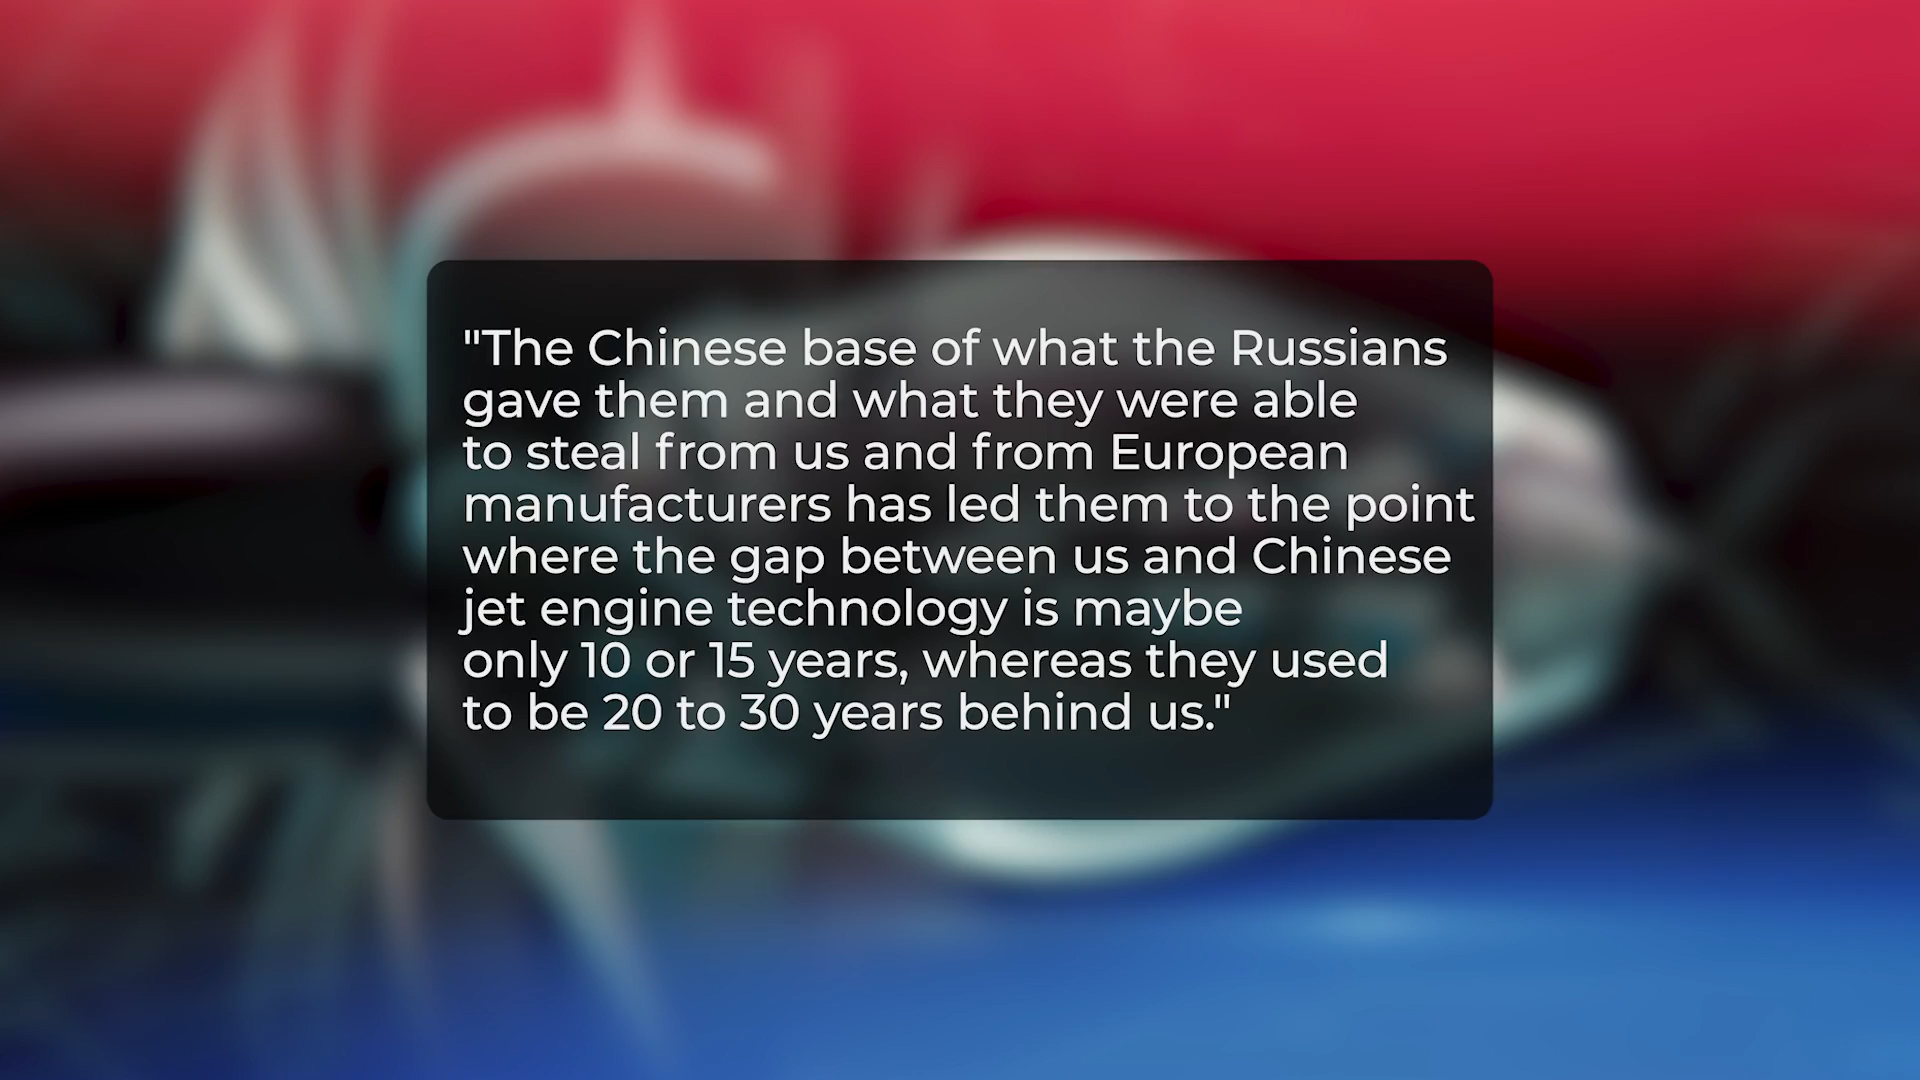 "The Chinese base of what the Russians
gave them and what they were able
to steal from us and from European
manufacturers has led them to the point
where the gap between us and Chinese
jet engine technology is maybe
only 10 or 15 years, whereas they used
to be 20 to 30 years behind us."